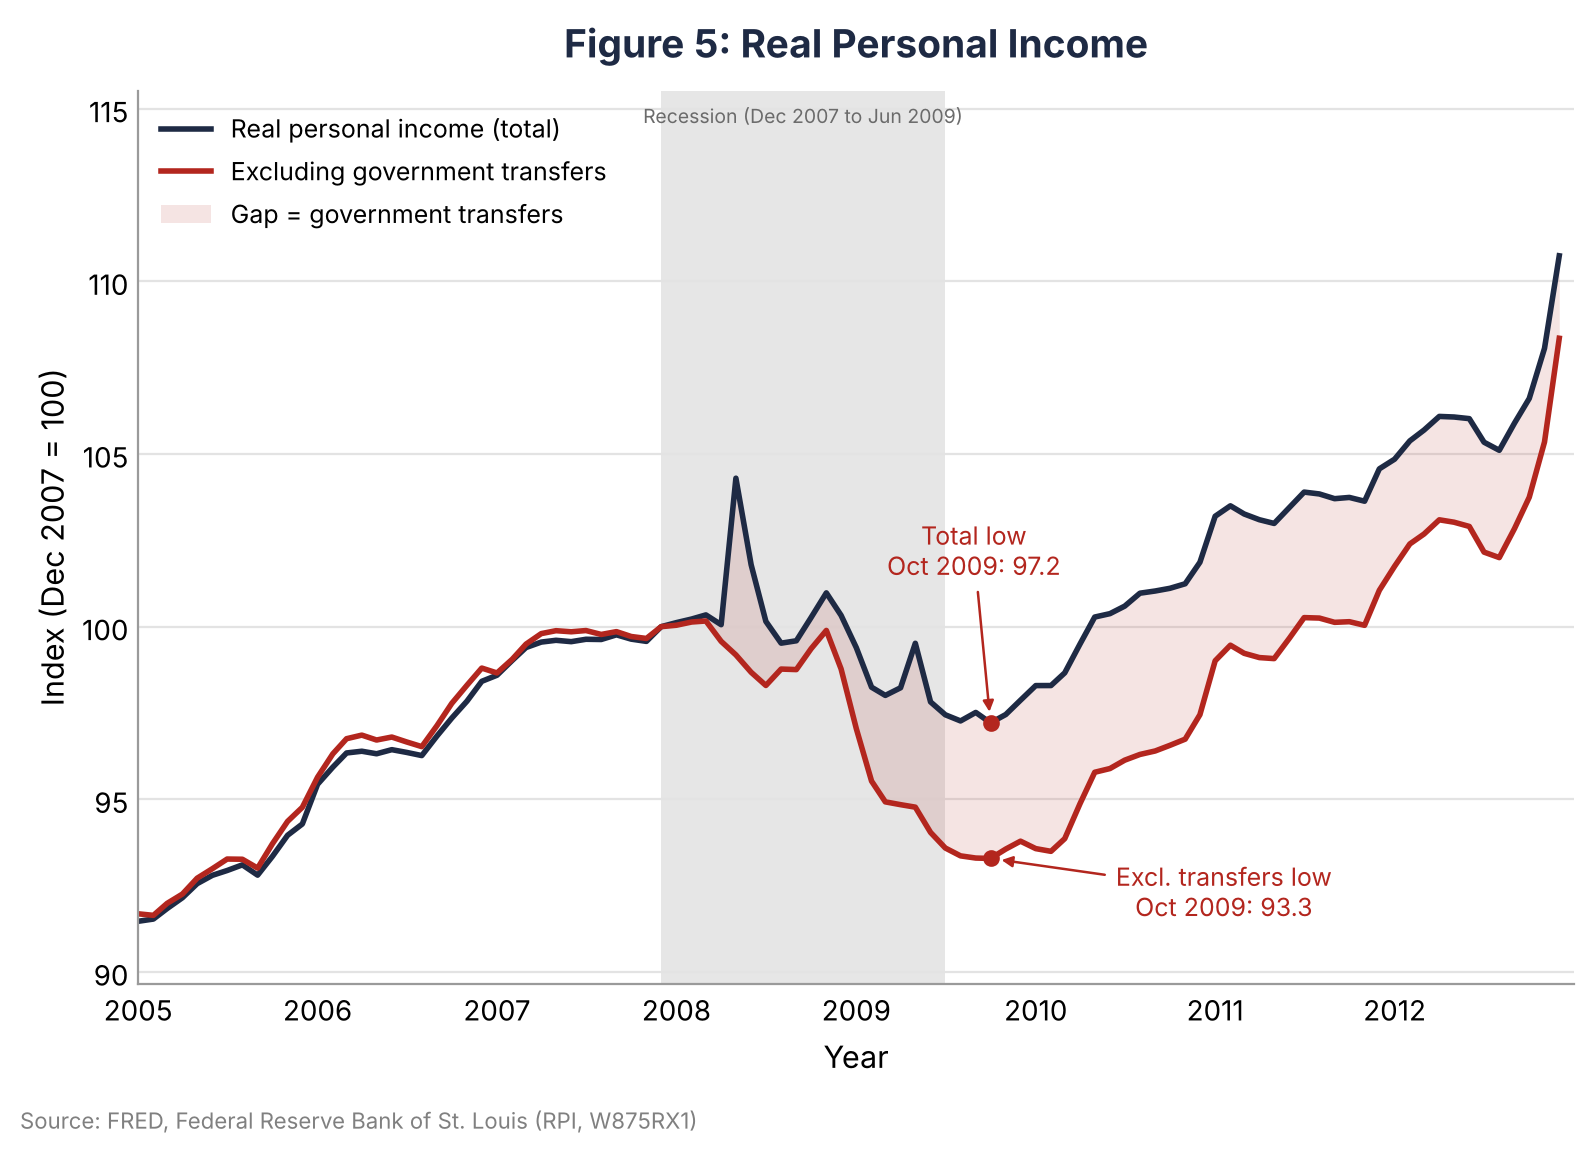 Figure 5: Real Personal Income
Recession (Dec 2007 to Jun 2009)
Real personal income (total)
Excluding government transfers
Gap = government transfers
Index (Dec 2007 = 100)
115
110
105
100
95
90
Total low
Oct 2009: 97.2
Excl. transfers low
Oct 2009: 93.3
2005 2006 2007 2008 2009 2010 2011 2012
Year
Source: FRED, Federal Reserve Bank of St. Louis (RPI, W875RX1)